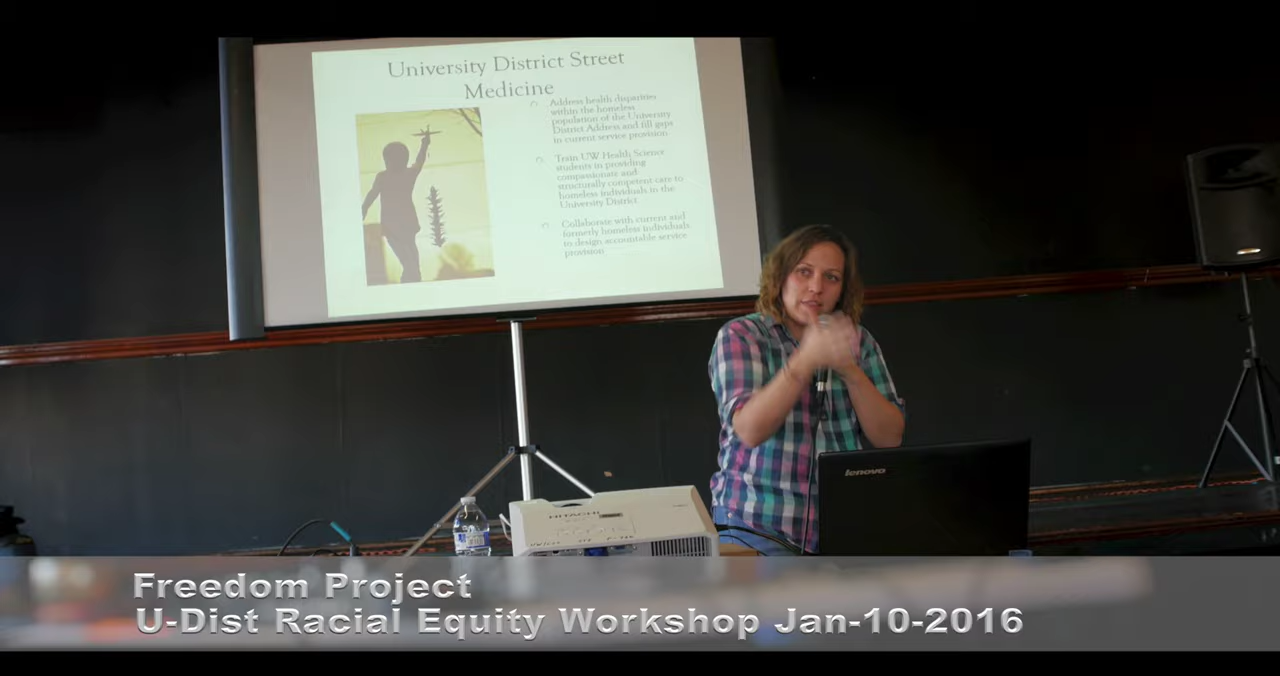 University District Street
Medicine
Address health disparities
within the homeless
population of the University
District Address and fill gaps
in current service provision.
Train UW Health Science
students in providing
compassionate and
structurally competent care to
homeless individuals in the
University District.
Collaborate with current and
formerly homeless individuals
to design accountable service
provision
lenovo
HITACHI
Freedom Project
U-Dist Racial Equity Workshop Jan-10-2016